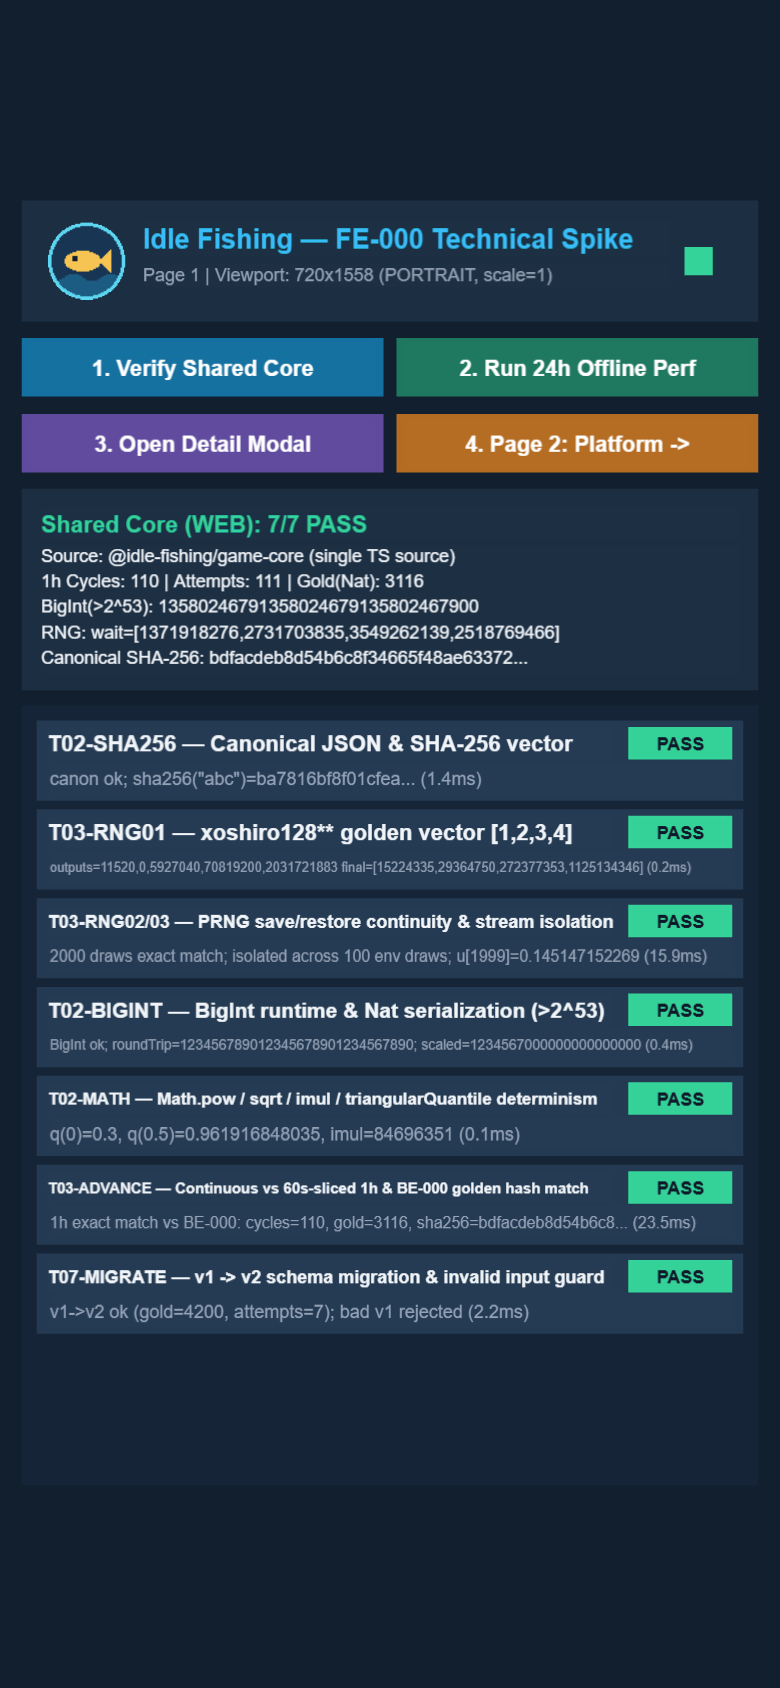 Idle Fishing — FE-000 Technical Spike
Page 1 | Viewport: 720x1558 (PORTRAIT, scale=1)
1. Verify Shared Core
2. Run 24h Offline Perf
3. Open Detail Modal
4. Page 2: Platform ->
Shared Core (WEB): 7/7 PASS
Source: @idle-fishing/game-core (single TS source)
1h Cycles: 110 | Attempts: 111 | Gold(Nat): 3116
BigInt(>2^53): 13580246791358024679135802467900
RNG: wait=[1371918276,2731703835,3549262139,2518769466]
Canonical SHA-256: bdfacdeb8d54b6c8f34665f48ae63372...
T02-SHA256 — Canonical JSON & SHA-256 vector
PASS
canon ok; sha256("abc")=ba7816bf8f01cfea... (1.4ms)
T03-RNG01 — xoshiro128** golden vector [1,2,3,4]
PASS
outputs=11520,0,5927040,70819200,2031721883 final=[15224335,29364750,272377353,1125134346] (0.2ms)
T03-RNG02/03 — PRNG save/restore continuity & stream isolation
PASS
2000 draws exact match; isolated across 100 env draws; u[1999]=0.145147152269 (15.9ms)
T02-BIGINT — BigInt runtime & Nat serialization (>2^53)
PASS
BigInt ok; roundTrip=123456789012345678901234567890; scaled=1234567000000000000000 (0.4ms)
T02-MATH — Math.pow / sqrt / imul / triangularQuantile determinism
PASS
q(0)=0.3, q(0.5)=0.961916848035, imul=84696351 (0.1ms)
T03-ADVANCE — Continuous vs 60s-sliced 1h & BE-000 golden hash match
PASS
1h exact match vs BE-000: cycles=110, gold=3116, sha256=bdfacdeb8d54b6c8... (23.5ms)
T07-MIGRATE — v1 -> v2 schema migration & invalid input guard
PASS
v1->v2 ok (gold=4200, attempts=7); bad v1 rejected (2.2ms)